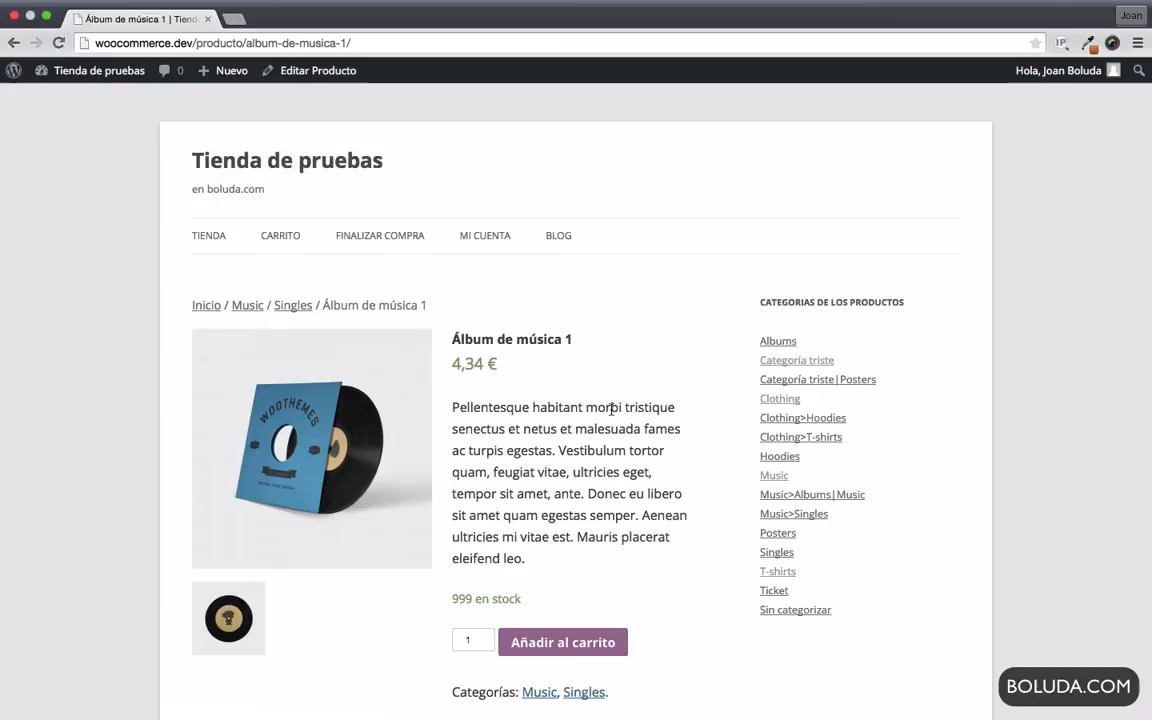 Álbum de música 1 | Tiend
Joan
woocommerce.dev/producto/album-de-musica-1/
IP
Tienda de pruebas
0
Nuevo
Editar Producto
Hola, Joan Boluda
Tienda de pruebas
en boluda.com
TIENDA
CARRITO
FINALIZAR COMPRA
MI CUENTA
BLOG
Inicio / Music / Singles / Álbum de música 1
WOOTHEMES
Álbum de música 1
4,34 €
Pellentesque habitant morbi tristique
senectus et netus et malesuada fames
ac turpis egestas. Vestibulum tortor
quam, feugiat vitae, ultricies eget,
tempor sit amet, ante. Donec eu libero
sit amet quam egestas semper. Aenean
ultricies mi vitae est. Mauris placerat
eleifend leo.
999 en stock
1
Añadir al carrito
Categorías: Music, Singles.
CATEGORIAS DE LOS PRODUCTOS
Albums
Categoría triste
Categoría triste|Posters
Clothing
Clothing>Hoodies
Clothing>T-shirts
Hoodies
Music
Music>Albums|Music
Music>Singles
Posters
Singles
T-shirts
Ticket
Sin categorizar
BOLUDA.COM